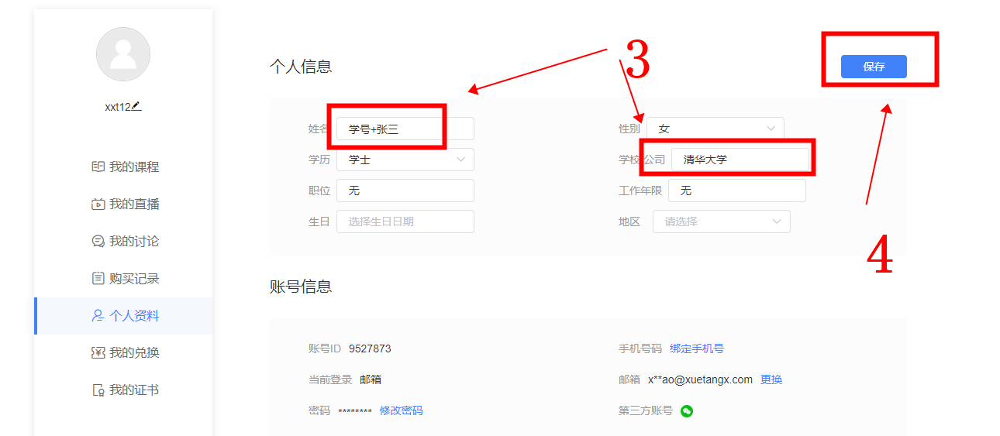 xxt12
我的课程
我的直播
我的讨论
购买记录
个人资料
我的兑换
我的证书
个人信息
保存
3
姓名 学号+张三
性别 女
学历 学士
学校 公司 清华大学
职位 无
工作年限 无
生日 选择生日日期
地区 请选择
4
账号信息
账号ID 9527873
手机号码 绑定手机号
当前登录 邮箱
邮箱 x**ao@xuetangx.com 更换
密码 ******** 修改密码
第三方账号